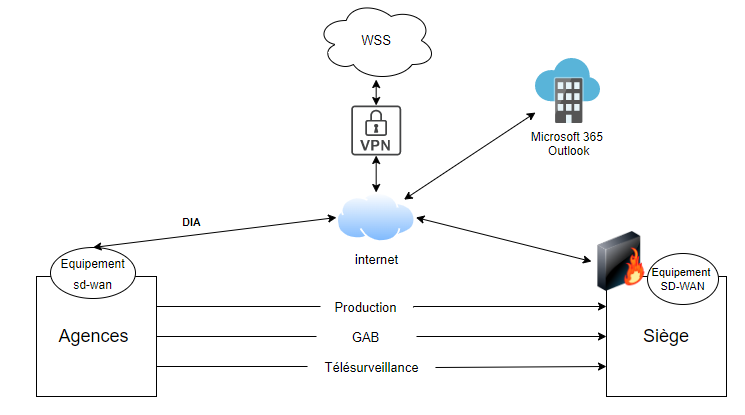 WSS
VPN
Microsoft 365
Outlook
DIA
internet
Equipement
sd-wan
Equipement
SD-WAN
Agences
Production
GAB
Télésurveillance
Siège